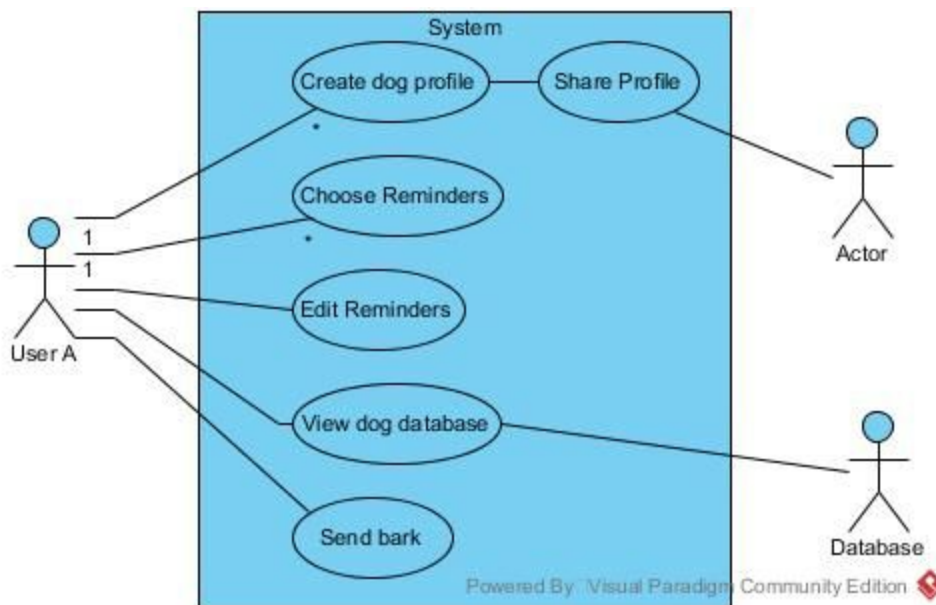 System
Create dog profile
Share Profile
*
Choose Reminders
*
1
1
User A
Actor
Edit Reminders
View dog database
Send bark
Database
Powered By Visual Paradigm Community Edition